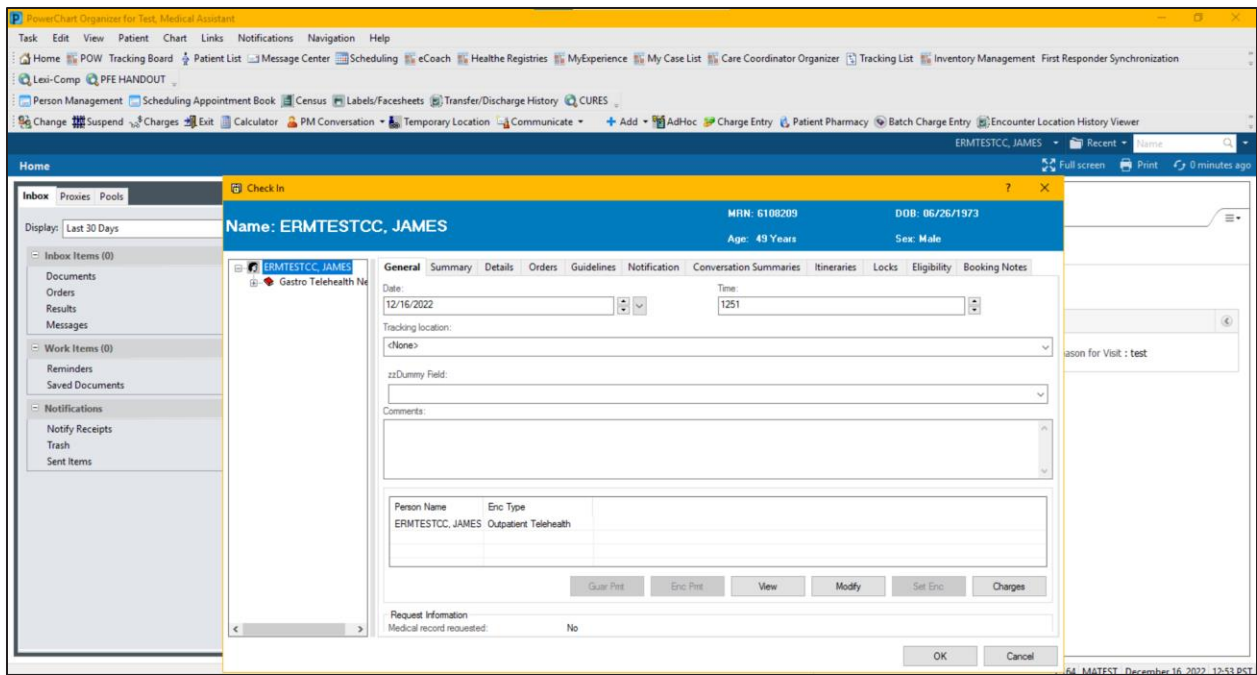 PowerChart Organizer for Test, Medical Assistant
Task Edit View Patient Chart Links Notifications Navigation Help
Home POW Tracking Board Patient List Message Center Scheduling eCoach Healthe Registries MyExperience My Case List Care Coordinator Organizer Tracking List Inventory Management First Responder Synchronization
Lexi-Comp PFE HANDOUT
Person Management Scheduling Appointment Book Census Labels/Facesheets Transfer/Discharge History CURES
Change Suspend Charges Exit Calculator PM Conversation Temporary Location Communicate Add AdHoc Charge Entry Patient Pharmacy Batch Charge Entry Encounter Location History Viewer
ERMTESTCC, JAMES Recent Name
Home Full screen Print 0 minutes ago
Inbox Proxies Pools
Display: Last 30 Days
Inbox Items (0)
Documents
Orders
Results
Messages
Work Items (0)
Reminders
Saved Documents
Notifications
Notify Receipts
Trash
Sent Items
Check In
Name: ERMTESTCC, JAMES
MRN: 6108209 DOB: 06/26/1973
Age: 49 Years Sex: Male
ERMTESTCC, JAMES
Gastro Telehealth Ne
General Summary Details Orders Guidelines Notification Conversation Summaries Itineraries Locks Eligibility Booking Notes
Date: Time:
12/16/2022 1251
Tracking location:
<None>
zzDummy Field:
Comments:
Person Name Enc Type
ERMTESTCC, JAMES Outpatient Telehealth
Guar Pmt Enc Pmt View Modify Set Enc Charges
Request Information
Medical record requested: No
OK Cancel
ason for Visit : test
64 MATEST December 16, 2022 12:53 PST